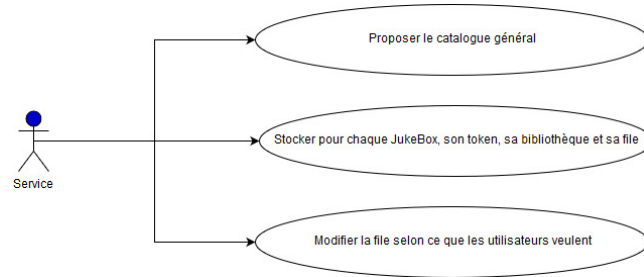 Proposer le catalogue général
Stocker pour chaque JukeBox, son token, sa bibliothèque et sa file
Service
Modifier la file selon ce que les utilisateurs veulent